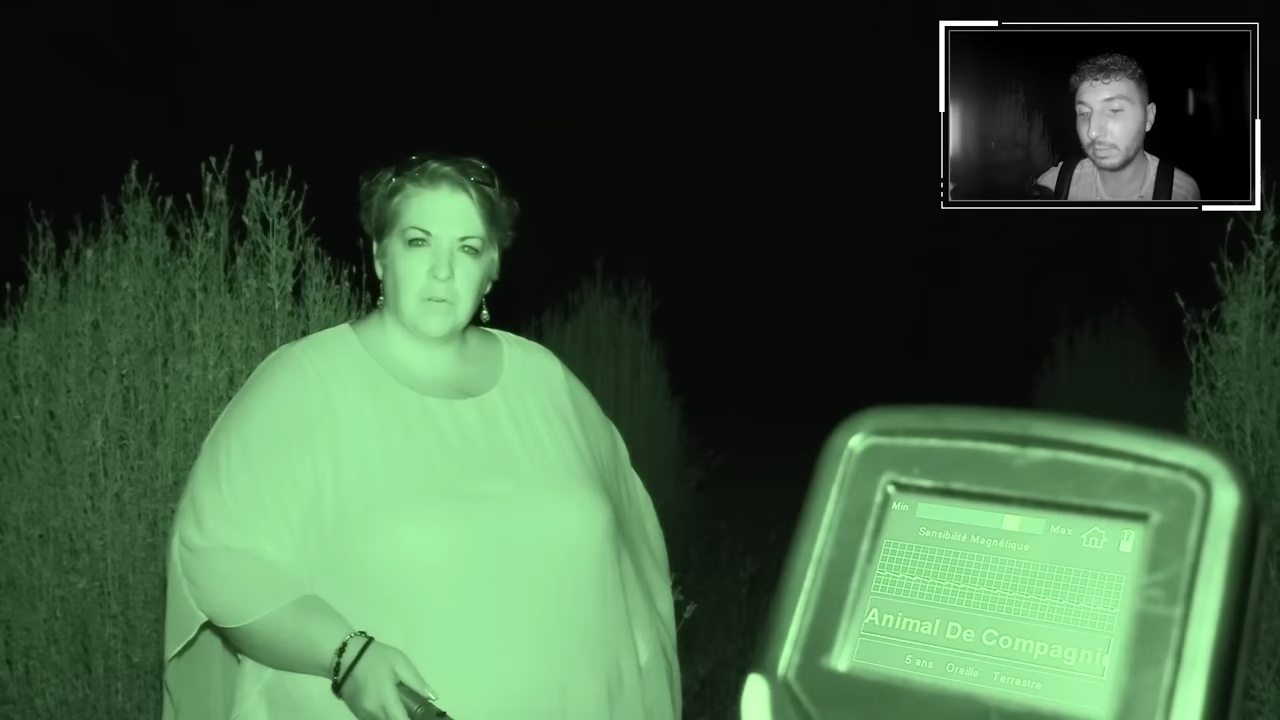 Min Max
Sensibilité Magnétique
Animal De Compagnie
5 ans Oreille Terrestre